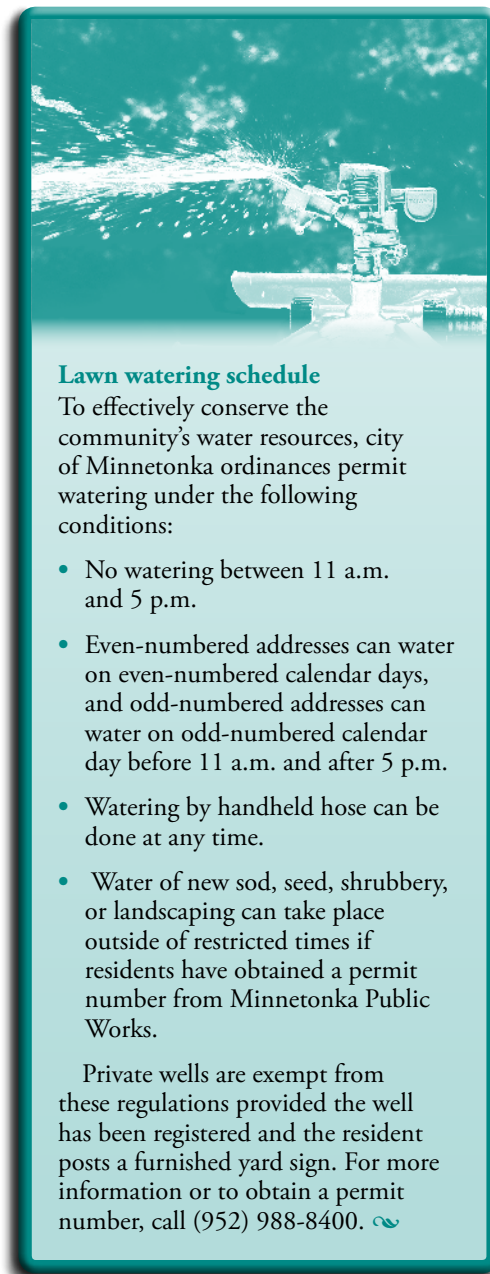 Lawn watering schedule
To effectively conserve the
community's water resources, city
of Minnetonka ordinances permit
watering under the following
conditions:
• No watering between 11 a.m.
and 5 p.m.
• Even-numbered addresses can water
on even-numbered calendar days,
and odd-numbered addresses can
water on odd-numbered calendar
day before 11 a.m. and after 5 p.m.
• Watering by handheld hose can be
done at any time.
• Water of new sod, seed, shrubbery,
or landscaping can take place
outside of restricted times if
residents have obtained a permit
number from Minnetonka Public
Works.
Private wells are exempt from
these regulations provided the well
has been registered and the resident
posts a furnished yard sign. For more
information or to obtain a permit
number, call (952) 988-8400.